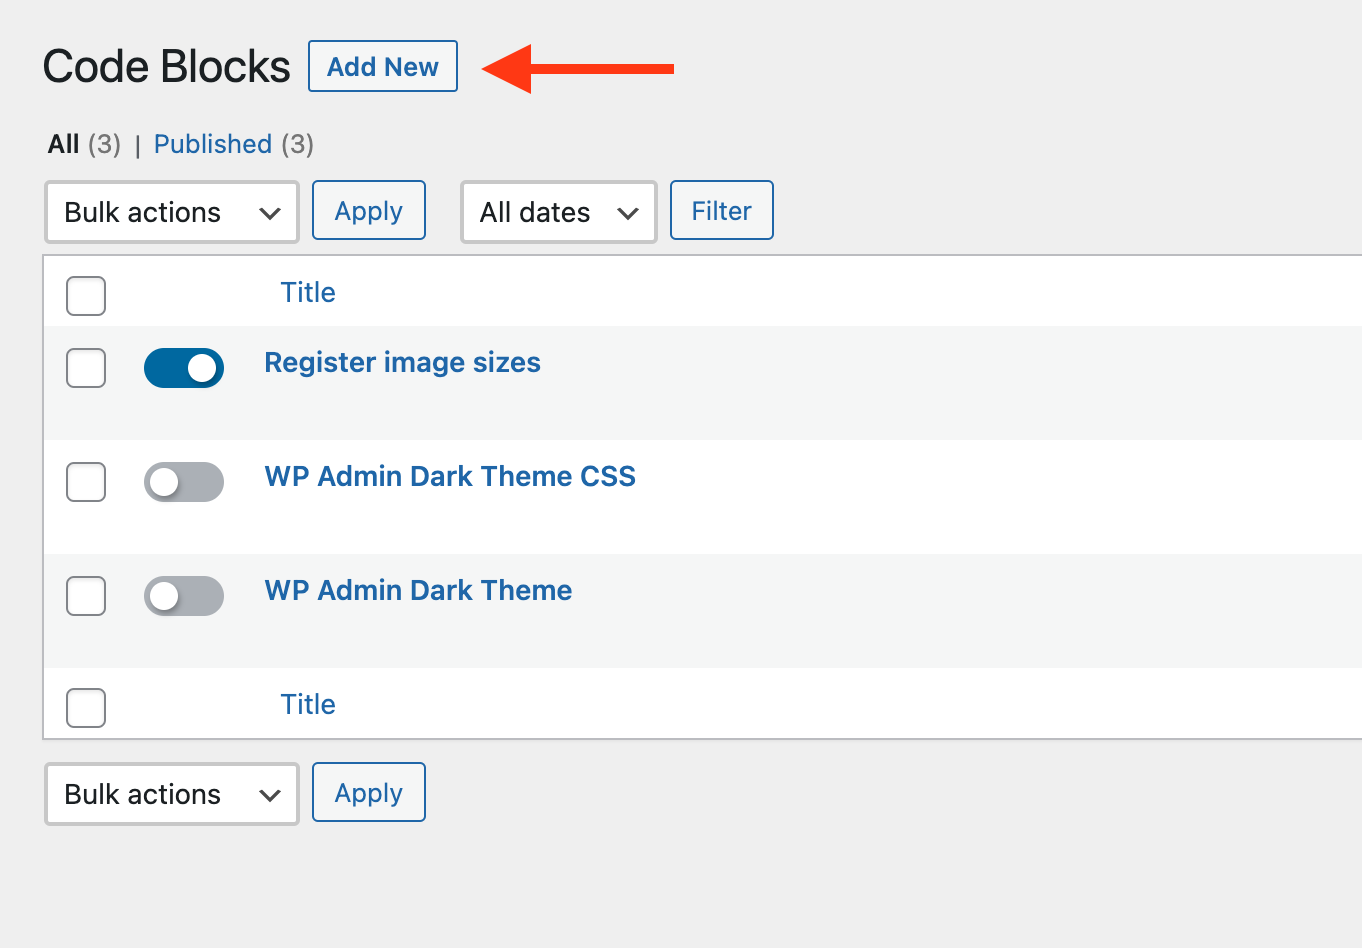 Code Blocks Add New
All (3) | Published (3)
Bulk actions Apply All dates Filter
Title
Register image sizes
WP Admin Dark Theme CSS
WP Admin Dark Theme
Title
Bulk actions Apply